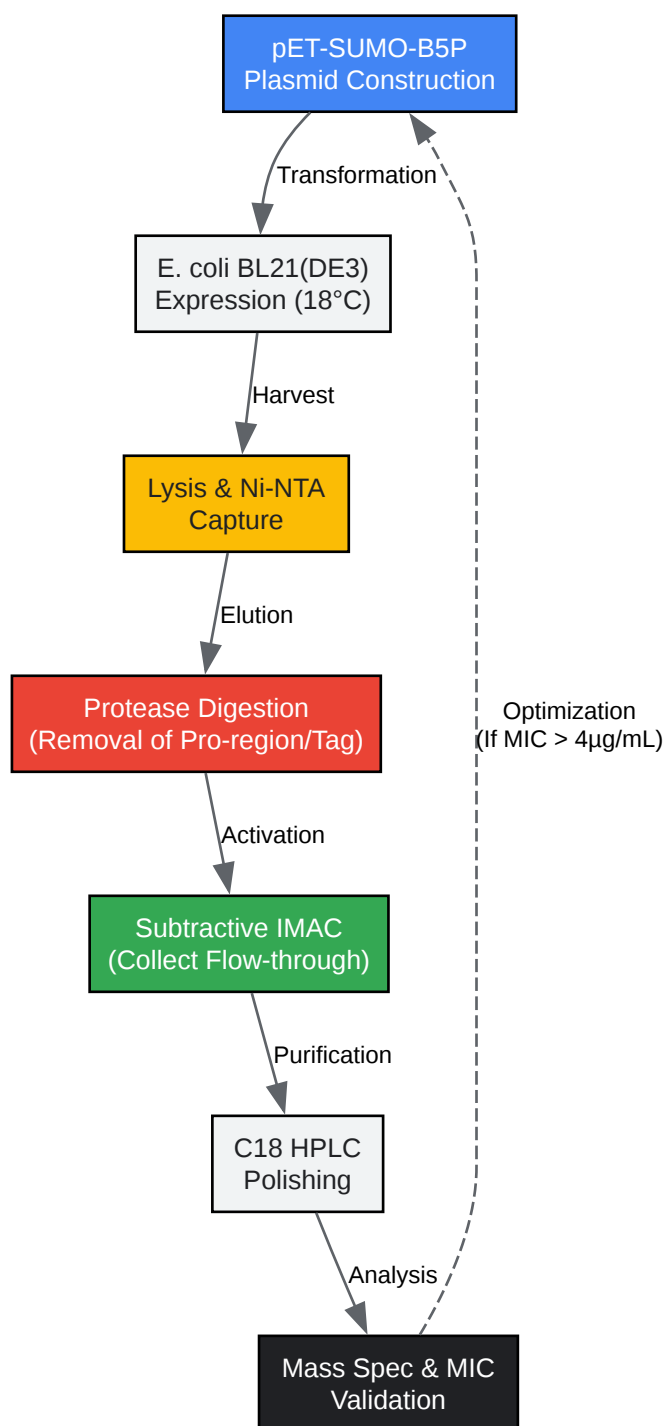 pET-SUMO-B5P
Plasmid Construction
Transformation
E. coli BL21(DE3)
Expression (18°C)
Harvest
Lysis & Ni-NTA
Capture
Elution
Protease Digestion
(Removal of Pro-region/Tag)
Optimization
(If MIC > 4µg/mL)
Activation
Subtractive IMAC
(Collect Flow-through)
Purification
C18 HPLC
Polishing
Analysis
Mass Spec & MIC
Validation